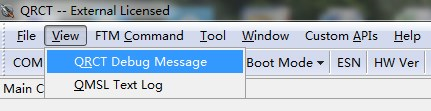 QRCT -- External Licensed
File View FTM Command Tool Window Custom APIs Help
COM QRCT Debug Message Boot Mode ESN HW Ver
Main C QMSL Text Log